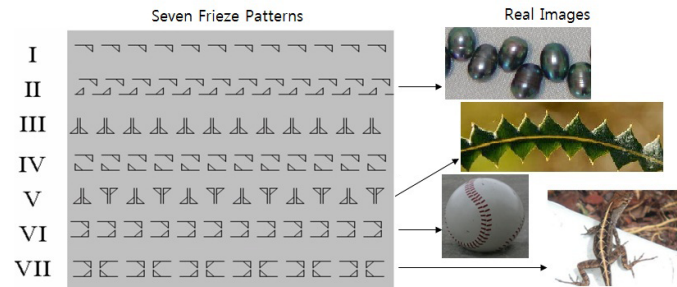 Seven Frieze Patterns
Real Images
I
II
III
IV
V
VI
VII